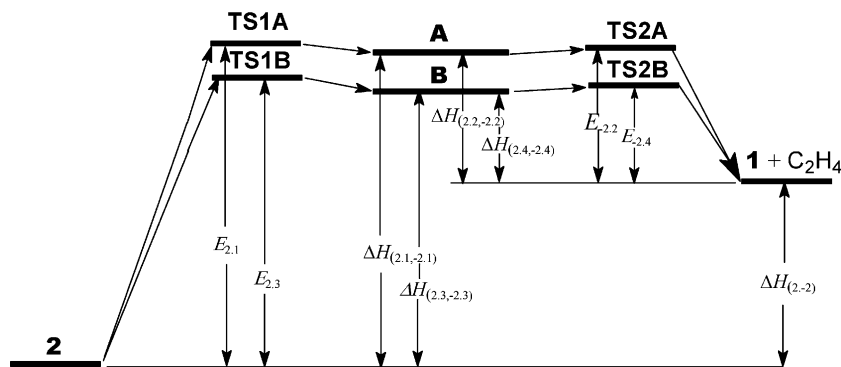 TS1A
A
TS2A
TS1B
B
TS2B
ΔH(2.2,-2.2)
E-2.2
E-2.4
ΔH(2.4,-2.4)
1 + C2H4
E2.1
ΔH(2.1,-2.1)
E2.3
ΔH(2.3,-2.3)
ΔH(2.-2)
2